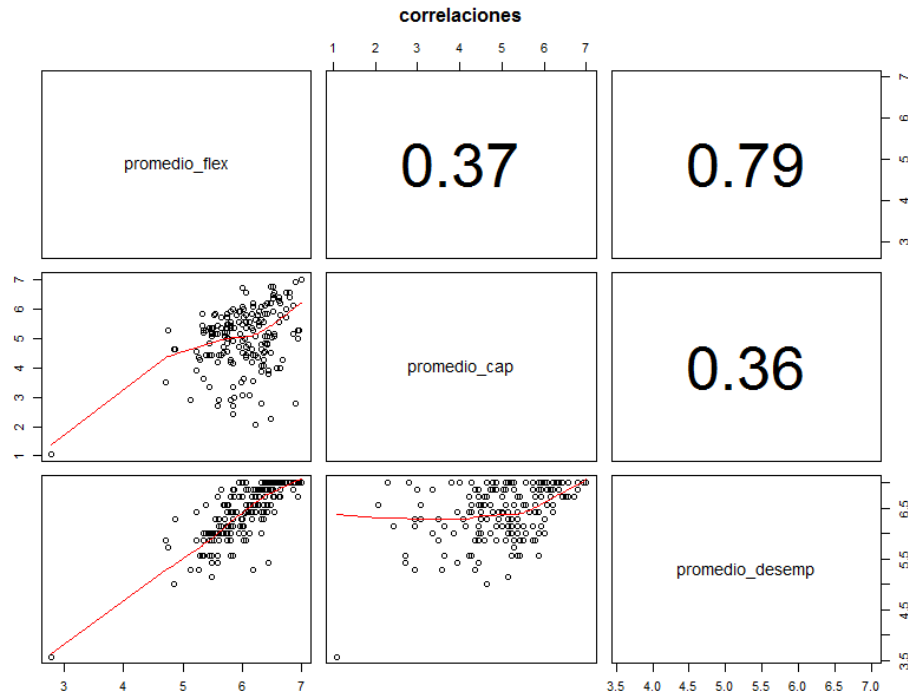 correlaciones
1 2 3 4 5 6 7
promedio_flex
0.37
0.79
3 4 5 6 7
1 2 3 4 5 6 7
promedio_cap
0.36
promedio_desemp
3.5 4.5 5.5 6.5
3 4 5 6 7
3.5 4.0 4.5 5.0 5.5 6.0 6.5 7.0